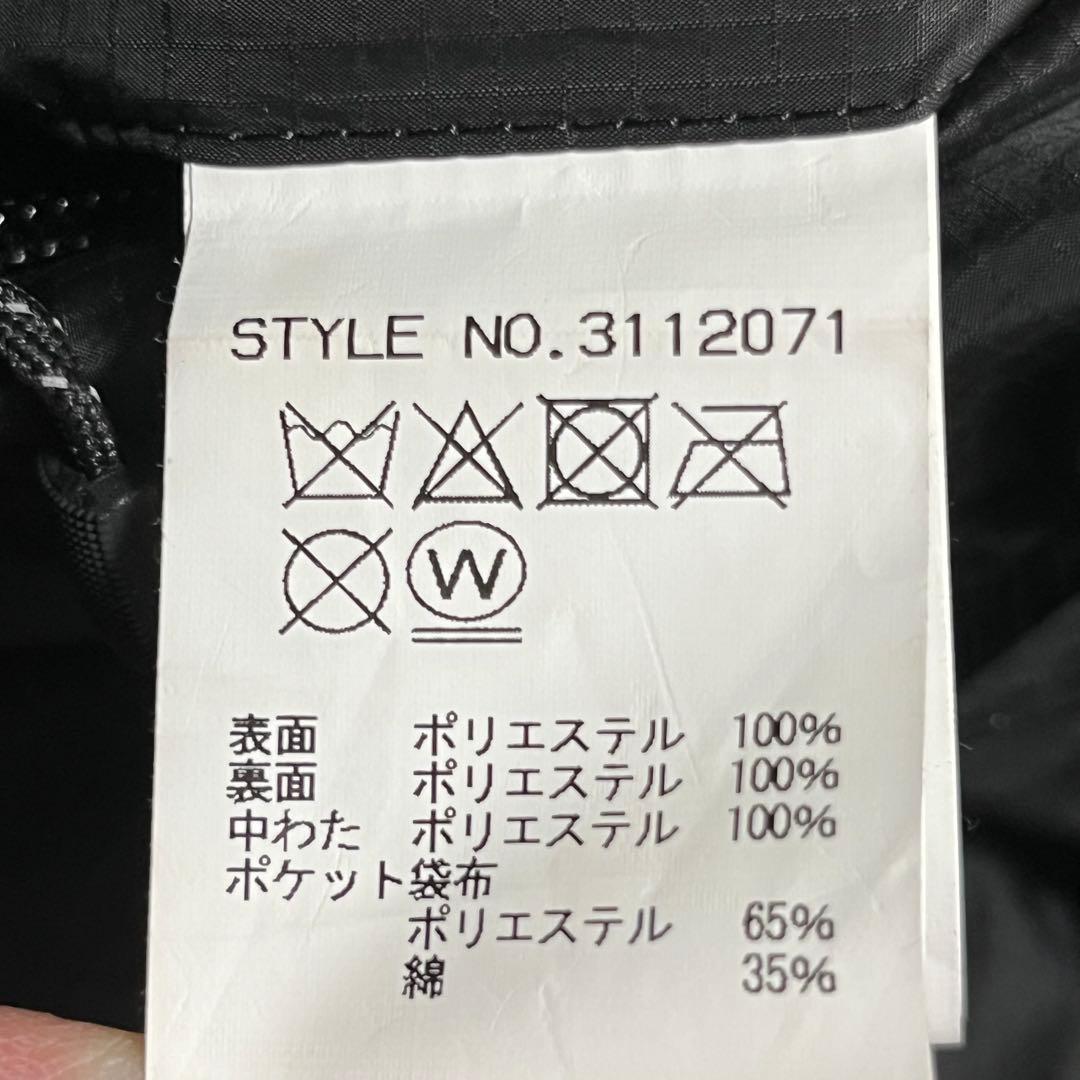 STYLE NO.3112071
W
表面 ポリエステル 100%
裏面 ポリエステル 100%
中わた ポリエステル 100%
ポケット袋布
ポリエステル 65%
綿 35%